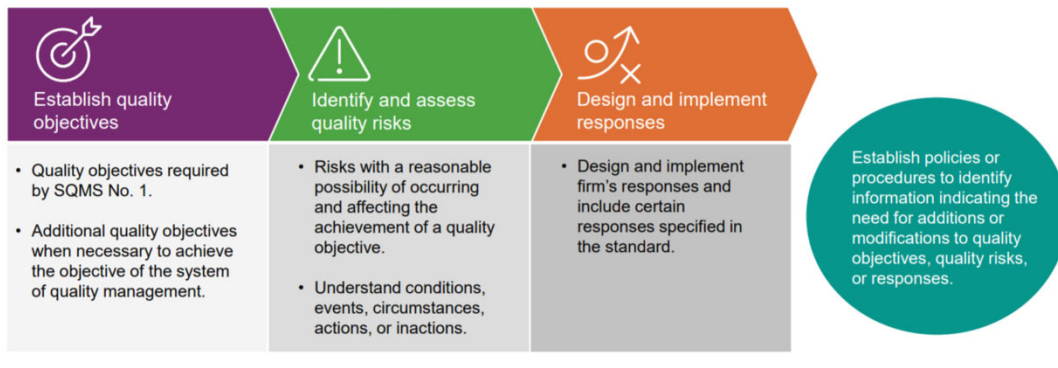 Establish quality
objectives
• Quality objectives required
by SQMS No. 1.
• Additional quality objectives
when necessary to achieve
the objective of the system
of quality management.
Identify and assess
quality risks
• Risks with a reasonable
possibility of occurring
and affecting the
achievement of a quality
objective.
• Understand conditions,
events, circumstances,
actions, or inactions.
Design and implement
responses
• Design and implement
firm's responses and
include certain
responses specified in
the standard.
Establish policies or
procedures to identify
information indicating the
need for additions or
modifications to quality
objectives, quality risks,
or responses.